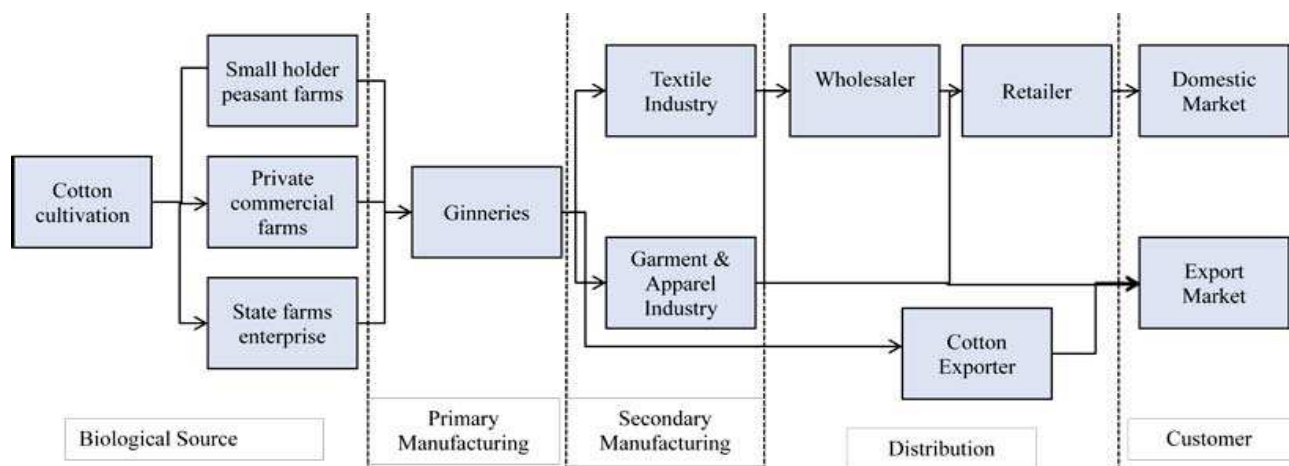 Cotton
cultivation
Small holder
peasant farms
Private
commercial
farms
State farms
enterprise
Ginneries
Textile
Industry
Garment &
Apparel
Industry
Wholesaler
Retailer
Cotton
Exporter
Domestic
Market
Export
Market
Biological Source
Primary
Manufacturing
Secondary
Manufacturing
Distribution
Customer